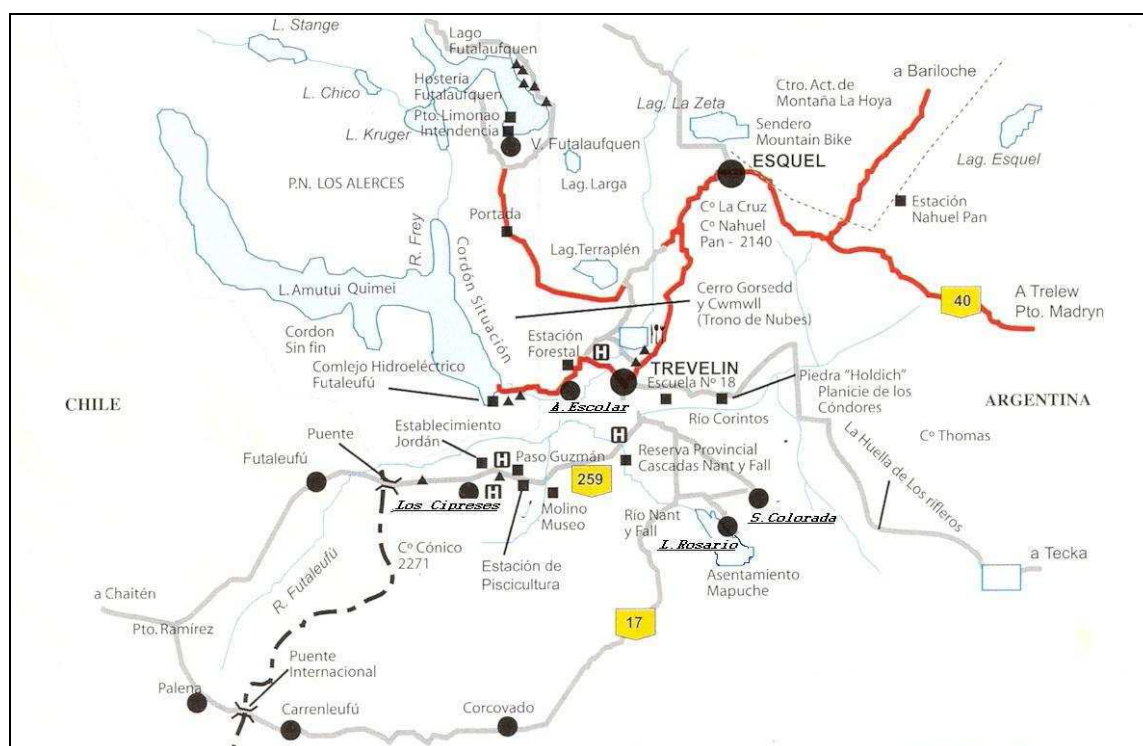 L. Stange
Lago
Futalaufquen
L. Chico
Hostería
Futalaufquen
Pto. Limonao
Intendencia
L. Kruger
V. Futalaufquen
Lag. La Zeta
Ctro. Act. de
Montaña La Hoya
a Bariloche
Sendero
Mountain Bike
ESQUEL
Lag. Esquel
P.N. LOS ALERCES
Lag. Larga
Estación
Nahuel Pan
Cº La Cruz
Cº Nahuel
Pan - 2140
Portada
R. Frey
Cordón Situación
Lag. Terraplén
L. Amutui Quimei
Cerro Gorsedd
y Cwmwll
(Trono de Nubes)
40
A Trelew
Pto. Madryn
Cordon
Sin fin
Estación
Forestal
H
Comlejo Hidroeléctrico
Futaleufú
TREVELIN
Escuela Nº 18
A.Escolar
Piedra "Holdich"
Planicie de los
Cóndores
CHILE
ARGENTINA
Río Corintos
Establecimiento
Jordán
Puente
Futaleufú
H
Paso Guzmán
H
Reserva Provincial
Cascadas Nant y Fall
Cº Thomas
La Huella de Los rifleros
259
H
Los Cipreses
Molino
Museo
Río Nant
y Fall
S.Colorada
L.Rosario
Cº Cónico
2271
Estación de
Piscicultura
Asentamiento
Mapuche
a Tecka
R. Futaleufú
a Chaitén
Pto. Ramírez
17
Puente
Internacional
Palena
Carrenleufú
Corcovado